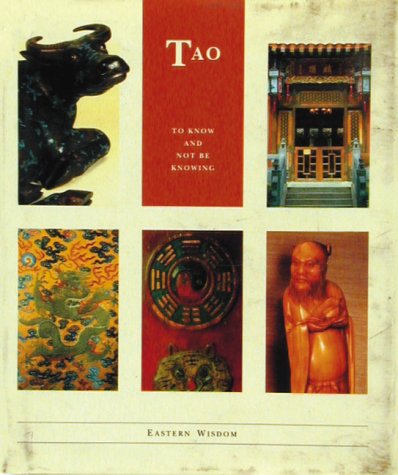 TAO
TO KNOW
AND
NOT BE
KNOWING
EASTERN WISDOM